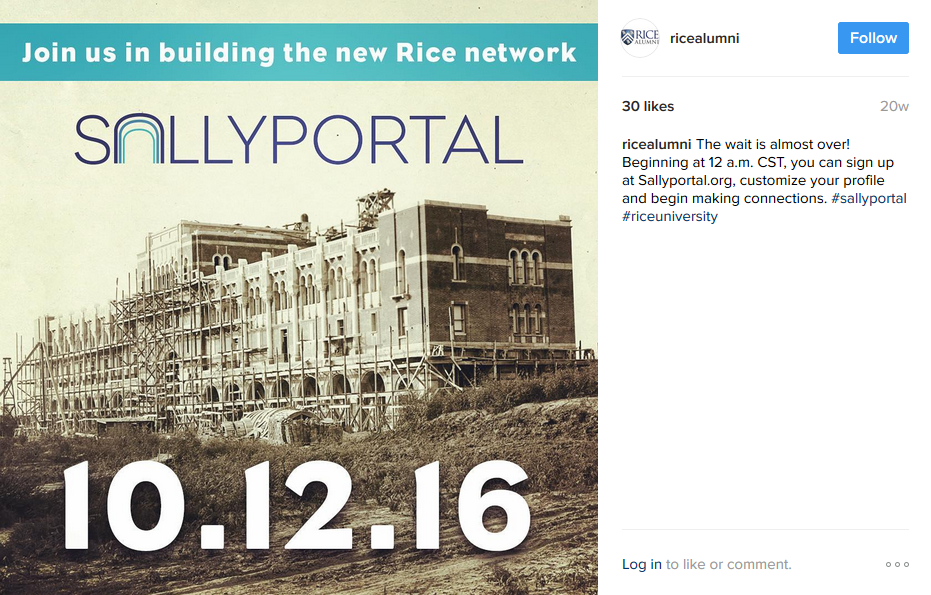 Join us in building the new Rice network
SALLYPORTAL
10.12.16
RICE
ALUMNI
ricealumni
Follow
30 likes
20w
ricealumni The wait is almost over!
Beginning at 12 a.m. CST, you can sign up
at Sallyportal.org, customize your profile
and begin making connections. #sallyportal
#riceuniversity
Log in to like or comment.